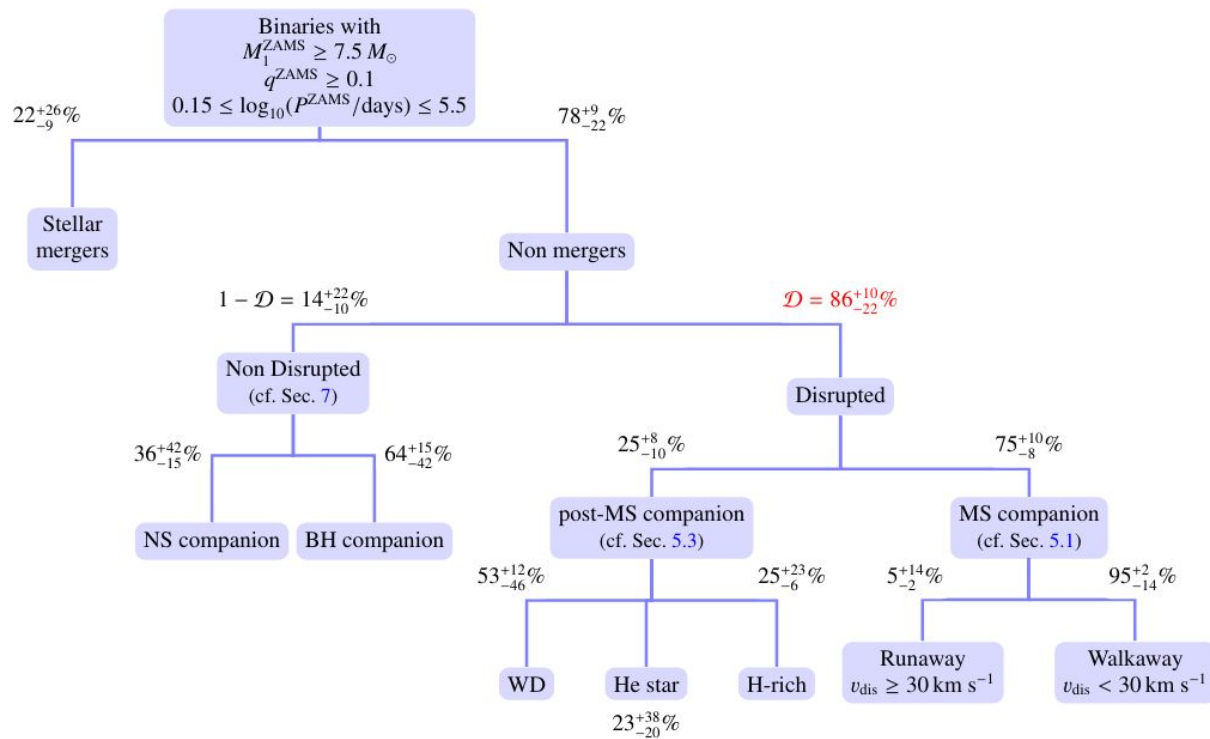 Binaries with
M₁^ZAMS ≥ 7.5 M⊙
q^ZAMS ≥ 0.1
0.15 ≤ log₁₀(P^ZAMS/days) ≤ 5.5
22⁺²⁶₋₉%
78⁺⁹₋₂₂%
Stellar
mergers
Non mergers
1 − 𝒟 = 14⁺²²₋₁₀%
𝒟 = 86⁺¹⁰₋₂₂%
Non Disrupted
(cf. Sec. 7)
Disrupted
36⁺⁴²₋₁₅%
64⁺¹⁵₋₄₂%
25⁺⁸₋₁₀%
75⁺¹⁰₋₈%
NS companion
BH companion
post-MS companion
(cf. Sec. 5.3)
MS companion
(cf. Sec. 5.1)
53⁺¹²₋₄₆%
25⁺²³₋₆%
5⁺¹⁴₋₂%
95⁺²₋₁₄%
WD
He star
H-rich
Runaway
v_dis ≥ 30 km s⁻¹
Walkaway
v_dis < 30 km s⁻¹
23⁺³⁸₋₂₀%